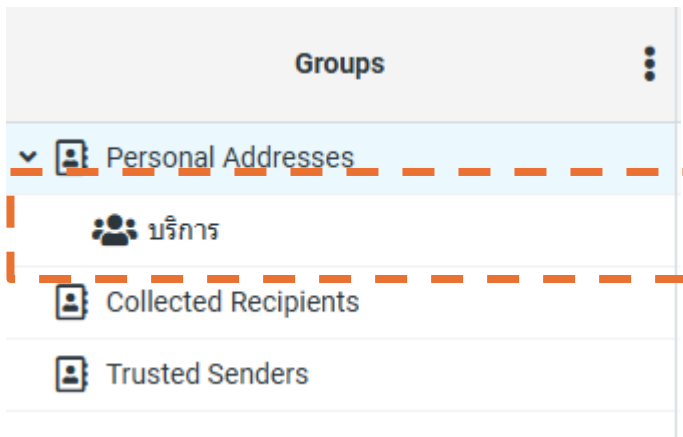 Groups
Personal Addresses
บริการ
Collected Recipients
Trusted Senders